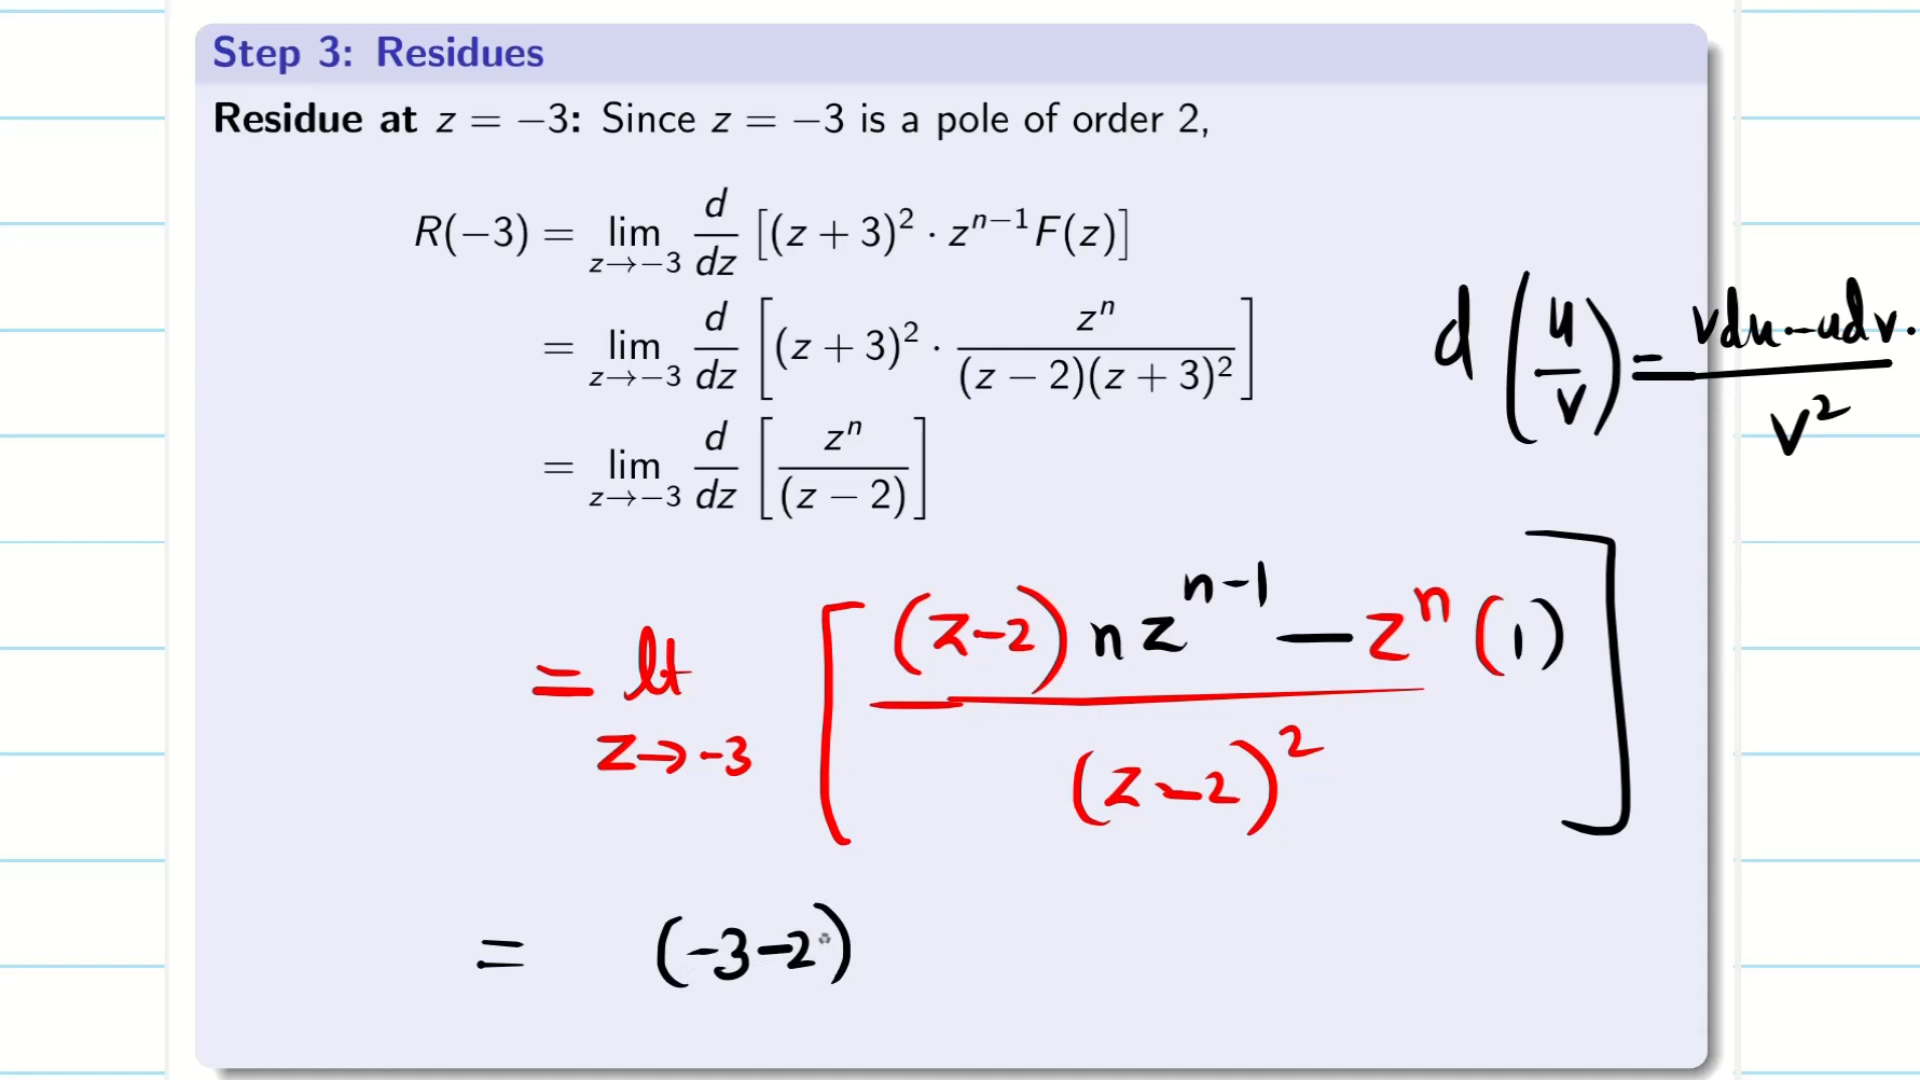 Step 3: Residues
Residue at z = −3: Since z = −3 is a pole of order 2,
R(−3) = lim_{z→−3} d/dz [(z + 3)² · z^{n−1}F(z)]
= lim_{z→−3} d/dz [(z + 3)² · z^n / (z − 2)(z + 3)²]
d(u/v) = vdu - udv. / v²
= lim_{z→−3} d/dz [z^n / (z − 2)]
= lt_{z→-3} [(z-2) n z^{n-1} - z^n (1) / (z-2)²]
= (-3-2)